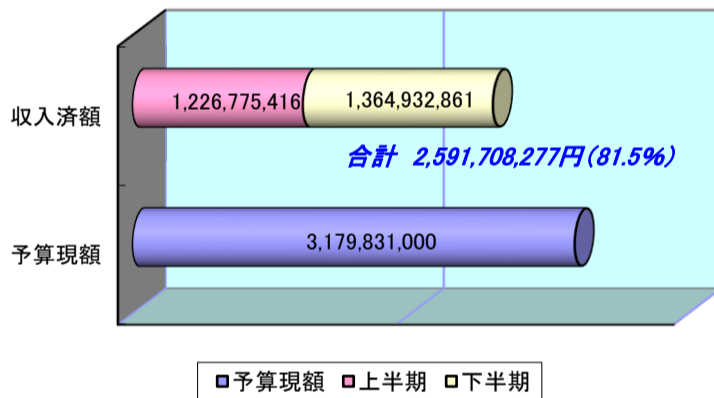 収入済額
1,226,775,416
1,364,932,861
合計 2,591,708,277円(81.5%)
予算現額
3,179,831,000
予算現額 上半期 下半期